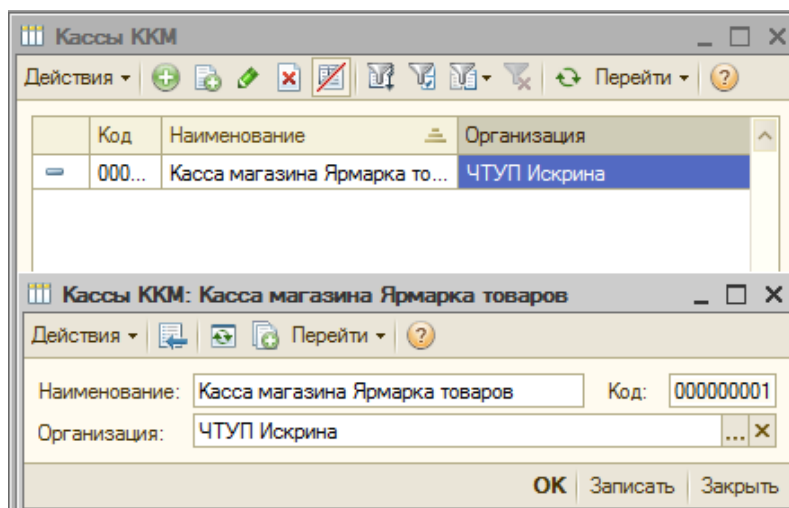 Кассы ККМ
Действия Перейти
Код Наименование Организация
000... Касса магазина Ярмарка то... ЧТУП Искрина
Кассы ККМ: Касса магазина Ярмарка товаров
Действия Перейти
Наименование: Касса магазина Ярмарка товаров Код: 000000001
Организация: ЧТУП Искрина ...
OK Записать Закрыть